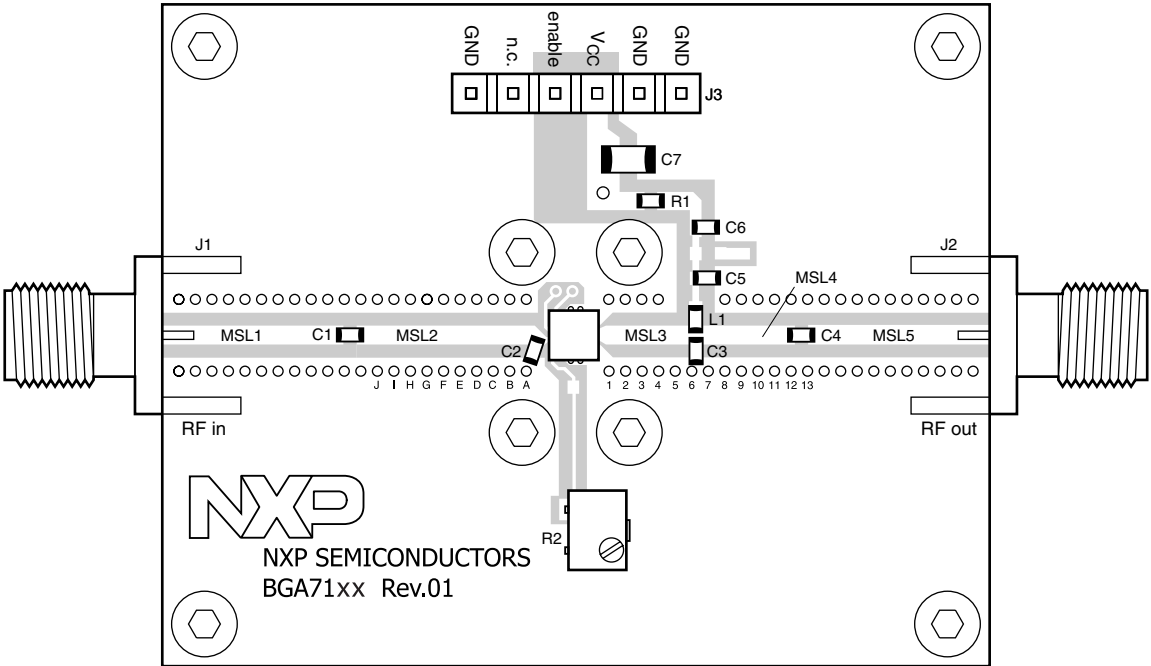 GND n.c. enable VCC GND GND
J3
C7
R1
C6
J1 J2
C5 MSL4
MSL1 C1 MSL2 MSL3 L1 C4 MSL5
C2 C3
J I H G F E D C B A 1 2 3 4 5 6 7 8 9 10 11 12 13
RF in RF out
NXP
R2
NXP SEMICONDUCTORS
BGA71xx Rev.01